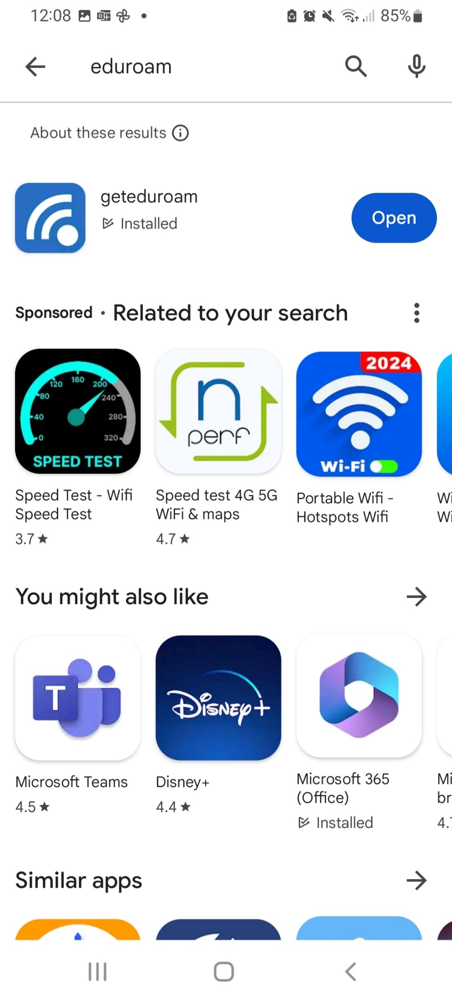 12:08
85%
eduroam
About these results
geteduroam
Installed
Open
Sponsored · Related to your search
0 40 80 120 160 200 240 280 320
SPEED TEST
n
perf
2024
Wi-Fi
Speed Test - Wifi
Speed Test
3.7★
Speed test 4G 5G
WiFi & maps
4.7★
Portable Wifi -
Hotspots Wifi
Wi
Wi
You might also like
T
Disney+
Microsoft Teams
4.5★
Disney+
4.4★
Microsoft 365
(Office)
Installed
Mi
br
4.7
Similar apps